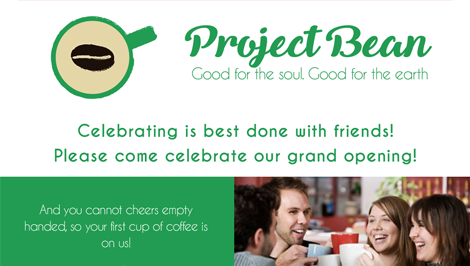 Project Bean
Good for the soul. Good for the earth
Celebrating is best done with friends!
Please come celebrate our grand opening!
And you cannot cheers empty
handed, so your first cup of coffee is
on us!